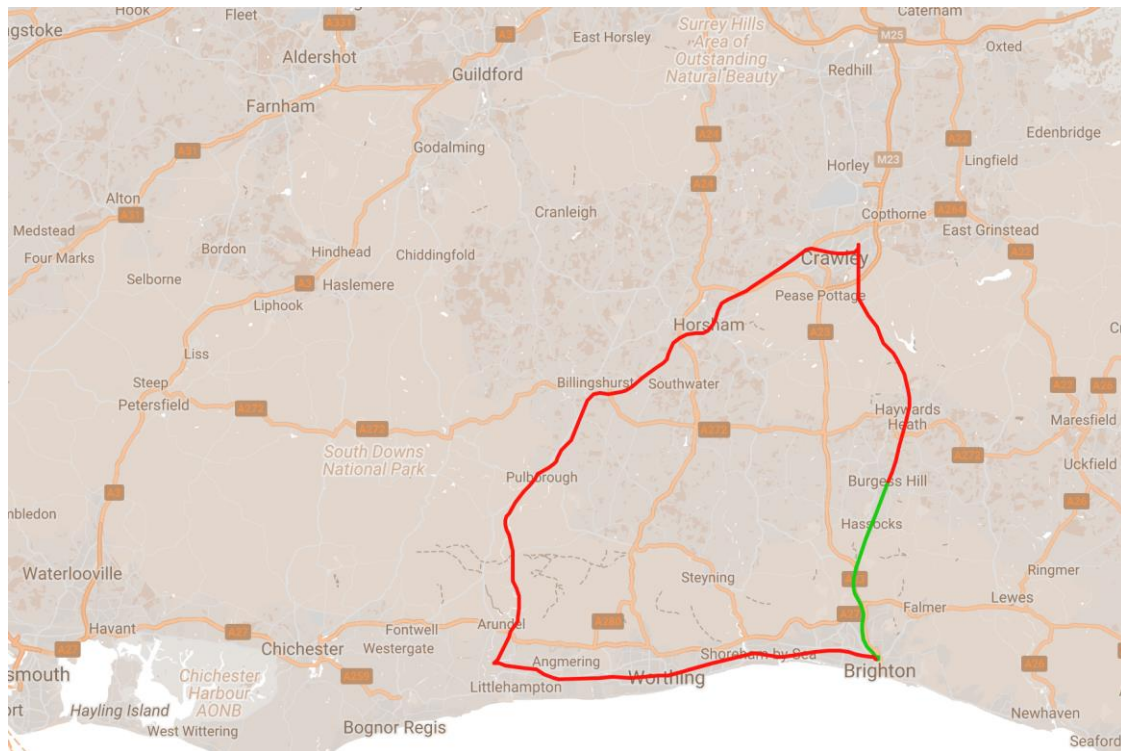 ngstoke
Hook
Fleet
A331
Aldershot
A3
Guildford
East Horsley
Surrey Hills
Area of
Outstanding
Natural Beauty
Caterham
M25
Oxted
Redhill
Farnham
A31
Godalming
A24
M23
Horley
A22
Lingfield
Edenbridge
Alton
A31
Medstead
Four Marks
Selborne
Bordon
Hindhead
A3
Liphook
Haslemere
Chiddingfold
Cranleigh
A24
Copthorne
A264
East Grinstead
A22
Crawley
Pease Pottage
Horsham
A23
Liss
Steep
Petersfield
A272
A272
South Downs
National Park
Billingshurst
Southwater
A272
Haywards
Heath
A272
A22
A26
Maresfield
Uckfield
A3
Pulborough
Burgess Hill
Hassocks
A26
mbledon
Waterlooville
Steyning
A23
Ringmer
Lewes
Havant
A27
A27
Chichester
Fontwell
Westergate
Arundel
A280
A27
Falmer
smouth
Chichester
Harbour
AONB
A259
Angmering
Littlehampton
Worthing
Shoreham-by-Sea
Brighton
A26
Hayling Island
West Wittering
Bognor Regis
Newhaven
Seaford